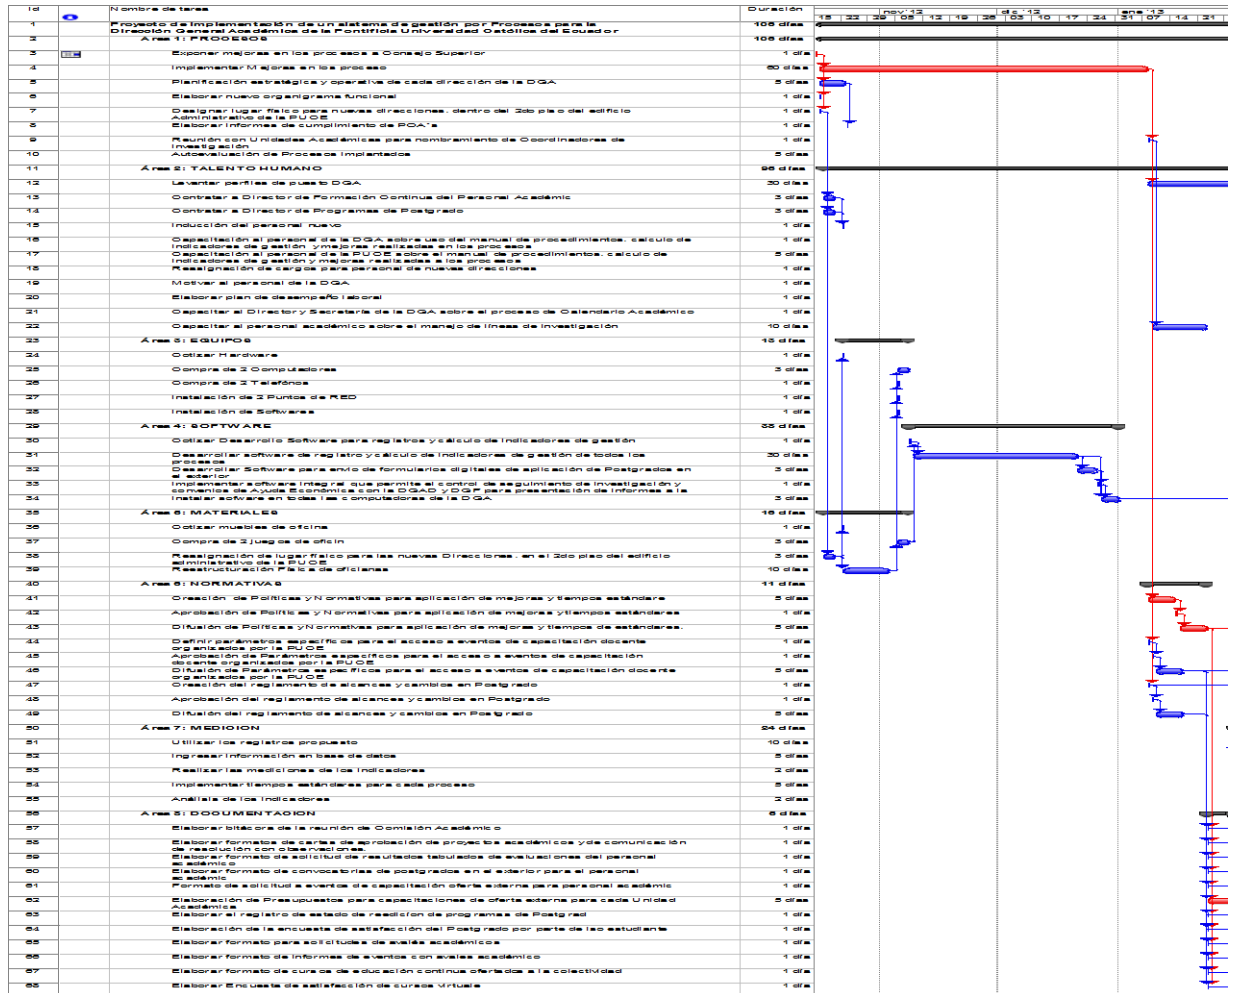 Id Nombre de tarea Duración
nov '12 dic '12 ene '13
15 22 29 05 12 19 26 03 10 17 24 31 07 14 21
1 Proyecto de implementación de un sistema de gestión por Procesos para la 106 días
Dirección General Académica de la Pontificia Universidad Católica del Ecuador
2 Área 1: PROCESOS 106 días
3 Exponer mejoras en los procesos a Consejo Superior 1 día
4 Implementar Mejoras en los proceso 60 días
5 Planificación estratégica y operativa de cada dirección de la DGA 5 días
6 Elaborar nuevo organigrama funcional 1 día
7 Designar lugar físico para nuevas direcciones, dentro del 2do piso del edificio 1 día
Administrativo de la PUCE
8 Elaborar informes de cumplimiento de POA's 1 día
9 Reunión con Unidades Académicas para nombramiento de Coordinadores de 1 día
Investigación
10 Autoevaluación de Procesos Implantados 5 días
11 Área 2: TALENTO HUMANO 96 días
12 Levantar perfiles de puesto DGA 30 días
13 Contratar a Director de Formación Continua del Personal Académic 3 días
14 Contratar a Director de Programas de Postgrado 3 días
15 Inducción del personal nuevo 1 día
16 Capacitación al personal de la DGA sobre uso del manual de procedimientos, calculo de 1 día
indicadores de gestión y mejoras realizadas en los procesos
17 Capacitación al personal de la PUCE sobre el manual de procedimientos, calculo de 5 días
indicadores de gestión y mejoras realizadas a los procesos
18 Reasignación de cargos para personal de nuevas direcciones 1 día
19 Motivar al personal de la DGA 1 día
20 Elaborar plan de desempeño laboral 1 día
21 Capacitar al Director y Secretaría de la DGA sobre el proceso de Calendario Académico 1 día
22 Capacitar al personal académico sobre el manejo de líneas de investigación 10 días
23 Área 3: EQUIPOS 15 días
24 Cotizar Hardware 1 día
25 Compra de 2 Computadores 3 días
26 Compra de 2 Teléfonos 1 día
27 Instalación de 2 Puntos de RED 1 día
28 Instalación de Softwares 1 día
29 Área 4: SOFTWARE 38 días
30 Cotizar Desarrollo Software para registros y cálculo de indicadores de gestión 1 día
31 Desarrollar software de registro y cálculo de indicadores de gestión de todos los 30 días
procesos
32 Desarrollar Software para envio de formularios digitales de aplicación de Postgrados en 3 días
el exterior
33 Implementar software integral que permita el control de seguimiento de investigación y 1 día
convenios de Ayuda Económica con la DGAD y DGF para presentación de informes a la
34 Instalar sofware en todas las computadoras de la DGA 3 días
35 Área 5: MATERIALES 16 días
36 Cotizar muebles de oficina 1 día
37 Compra de 2 juegos de oficin 3 días
38 Reasignación de lugar físico para las nuevas Direcciones, en el 2do piso del edificio 3 días
administrativo de la PUCE
39 Reestructuración Física de oficianas 10 días
40 Área 6: NORMATIVAS 11 días
41 Creación de Políticas y Normativas para aplicación de mejoras y tiempos estándare 5 días
42 Aprobación de Políticas y Normativas para aplicación de mejoras y tiempos estándares 1 día
43 Difusión de Políticas y Normativas para aplicación de mejoras y tiempos de estándares. 5 días
44 Definir parámetros específicos para el acceso a eventos de capacitación docente 1 día
organizados por la PUCE
45 Aprobación de Parámetros específicos para el acceso a eventos de capacitación 1 día
docente organizados por la PUCE
46 Difusión de Parámetros específicos para el acceso a eventos de capacitación docente 5 días
organizados por la PUCE
47 Creación del reglamento de alcances y cambios en Postgrado 1 día
48 Aprobación del reglamento de alcances y cambios en Postgrado 1 día
49 Difusión del reglamento de alcances y cambios en Postgrado 5 días
50 Área 7: MEDICION 24 días
51 Utilizar los registros propuesto 10 días
52 Ingresar información en base de datos 5 días
53 Realizar las mediciones de los indicadores 2 días
54 Implementar tiempos estándares para cada proceso 5 días
55 Análisis de los indicadores 2 días
56 Área 8: DOCUMENTACION 6 días
57 Elaborar bitácora de la reunión de Comisión Académic o 1 día
58 Elaborar formatos de cartas de aprobación de proyectos académicos y de comunicación 1 día
de resolución con observaciones.
59 Elaborar formato de solicitud de resultados tabulados de evaluaciones del personal 1 día
académico
60 Elaborar formato de convocatorias de postgrados en el exterior para el personal 1 día
académic
61 Formato de solicitud a eventos de capacitación oferta externa para personal académic 1 día
62 Elaboración de Presupuestos para capacitaciones de oferta externa para cada Unidad 5 días
Académica
63 Elaborar el registro de estado de reedicíon de programas de Postgrad 1 día
64 Elaboración de la encuesta de satisfacción del Postgrado por parte de lso estudiante 1 día
65 Elaborar formato para solicitudes de avales académicos 1 día
66 Elaborar formato de informes de eventos con avales académico 1 día
67 Elaborar formato de cursos de educación continua ofertados a la colectividad 1 día
68 Elaborar Encuesta de satisfacción de cursos virtuale 1 día